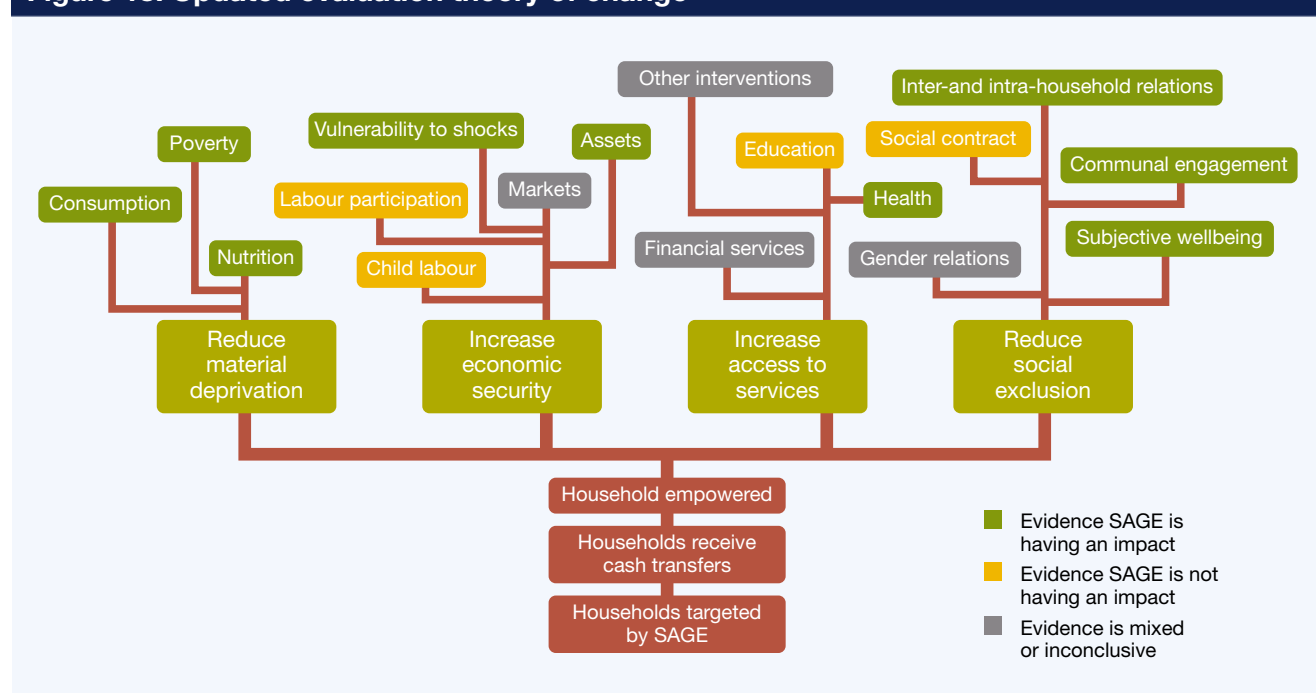 Other interventions
Inter-and intra-household relations
Vulnerability to shocks
Poverty
Assets
Education
Social contract
Communal engagement
Markets
Consumption
Labour participation
Health
Subjective wellbeing
Nutrition
Child labour
Financial services
Gender relations
Reduce
material
deprivation
Increase
economic
security
Increase
access to
services
Reduce
social
exclusion
Household empowered
Households receive
cash transfers
Households targeted
by SAGE
Evidence SAGE is
having an impact
Evidence SAGE is not
having an impact
Evidence is mixed
or inconclusive